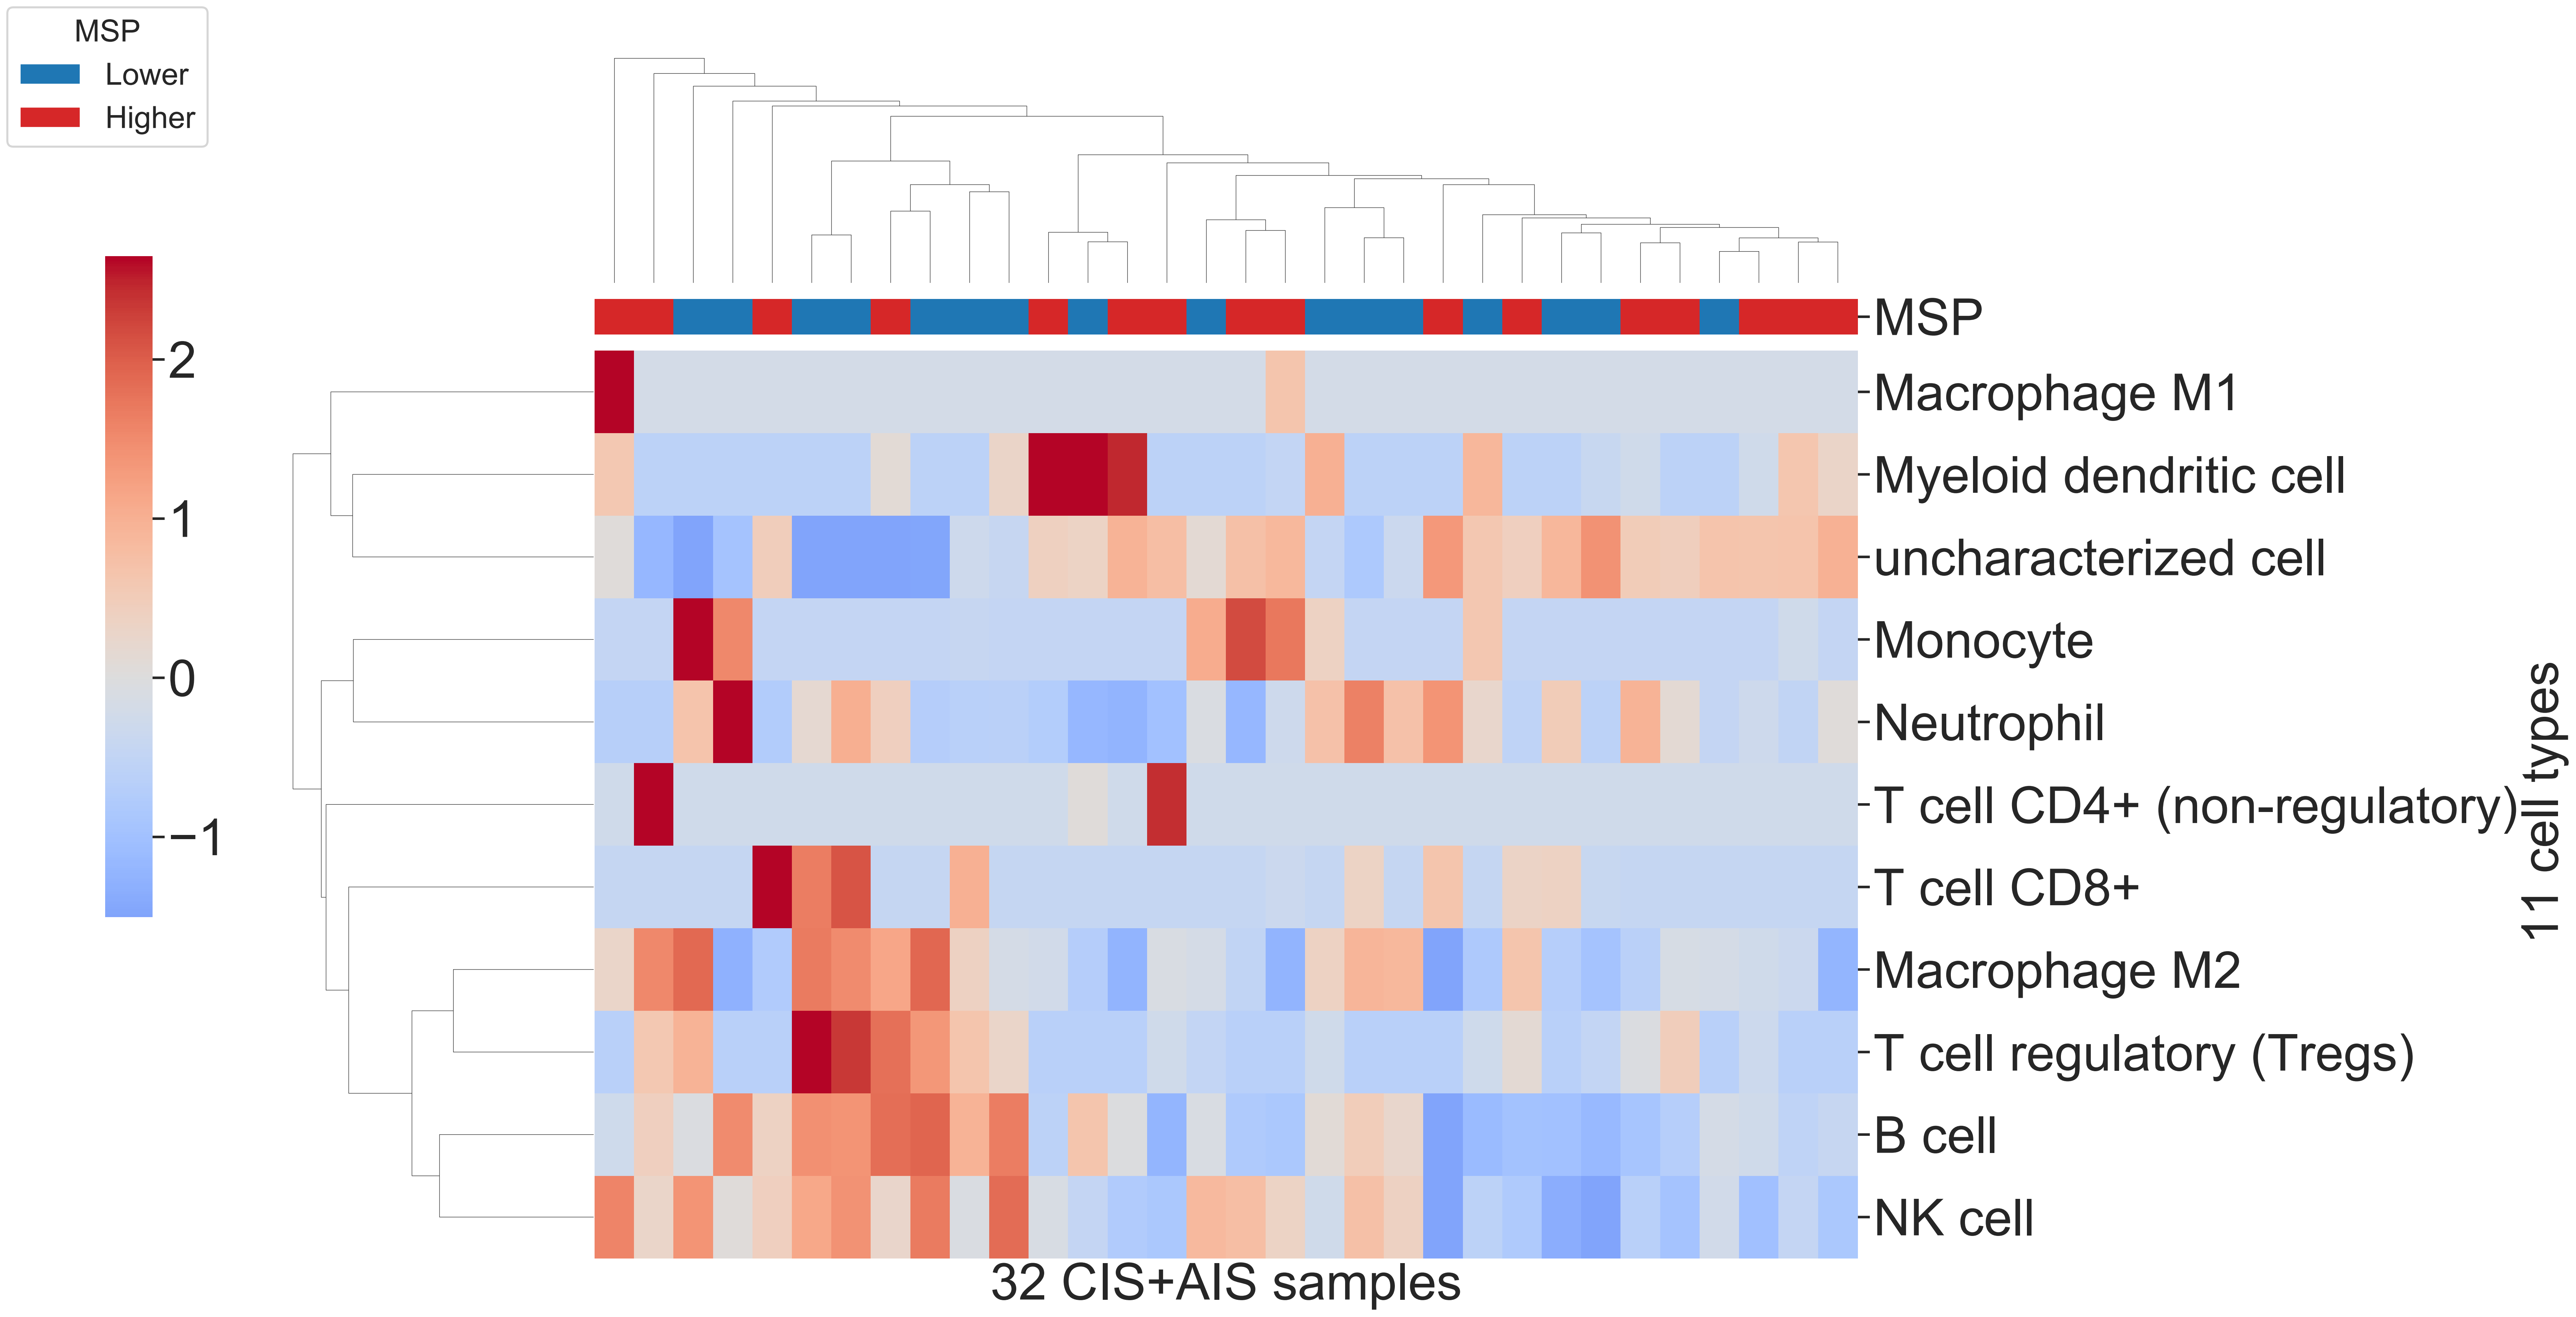 MSP
Lower
Higher
2
1
0
−1
MSP
Macrophage M1
Myeloid dendritic cell
uncharacterized cell
Monocyte
Neutrophil
T cell CD4+ (non-regulatory)
T cell CD8+
Macrophage M2
T cell regulatory (Tregs)
B cell
NK cell
11 cell types
32 CIS+AIS samples